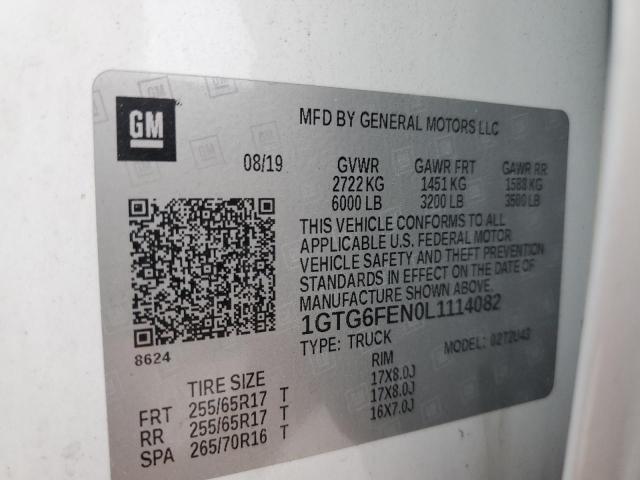 GM
MFD BY GENERAL MOTORS LLC
08/19 GVWR GAWR FRT GAWR RR
2722 KG 1451 KG 1588 KG
6000 LB 3200 LB 3500 LB
THIS VEHICLE CONFORMS TO ALL
APPLICABLE U.S. FEDERAL MOTOR
VEHICLE SAFETY AND THEFT PREVENTION
STANDARDS IN EFFECT ON THE DATE OF
MANUFACTURE SHOWN ABOVE.
1GTG6FEN0L1114082
8624
TYPE: TRUCK MODEL: 02T2U43
TIRE SIZE RIM
FRT 255/65R17 T 17X8.0J
RR 255/65R17 T 17X8.0J
SPA 265/70R16 T 16X7.0J